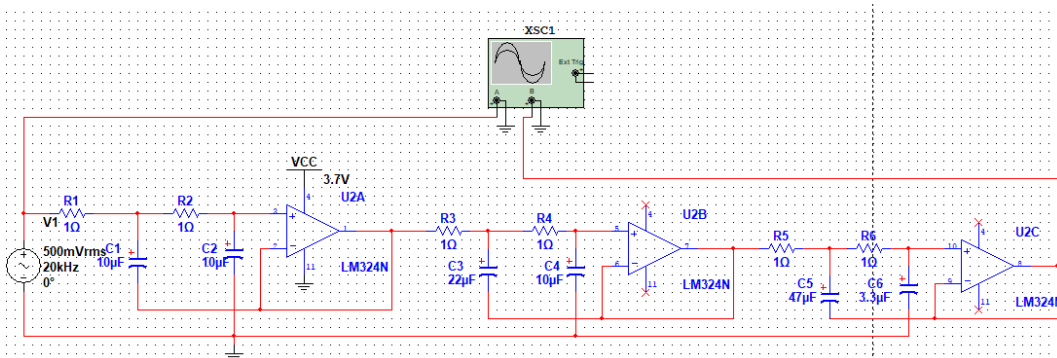 XSC1
Ext Trig
A
B
VCC
3.7V
R1
1Ω
R2
1Ω
U2A
3
2
4
1
11
LM324N
V1
500mVrms
20kHz
0°
C1
10µF
C2
10µF
R3
1Ω
R4
1Ω
U2B
5
6
4
7
11
LM324N
C3
22µF
C4
10µF
R5
1Ω
R6
1Ω
U2C
10
9
4
8
11
LM324N
C5
47µF
C6
3.3µF